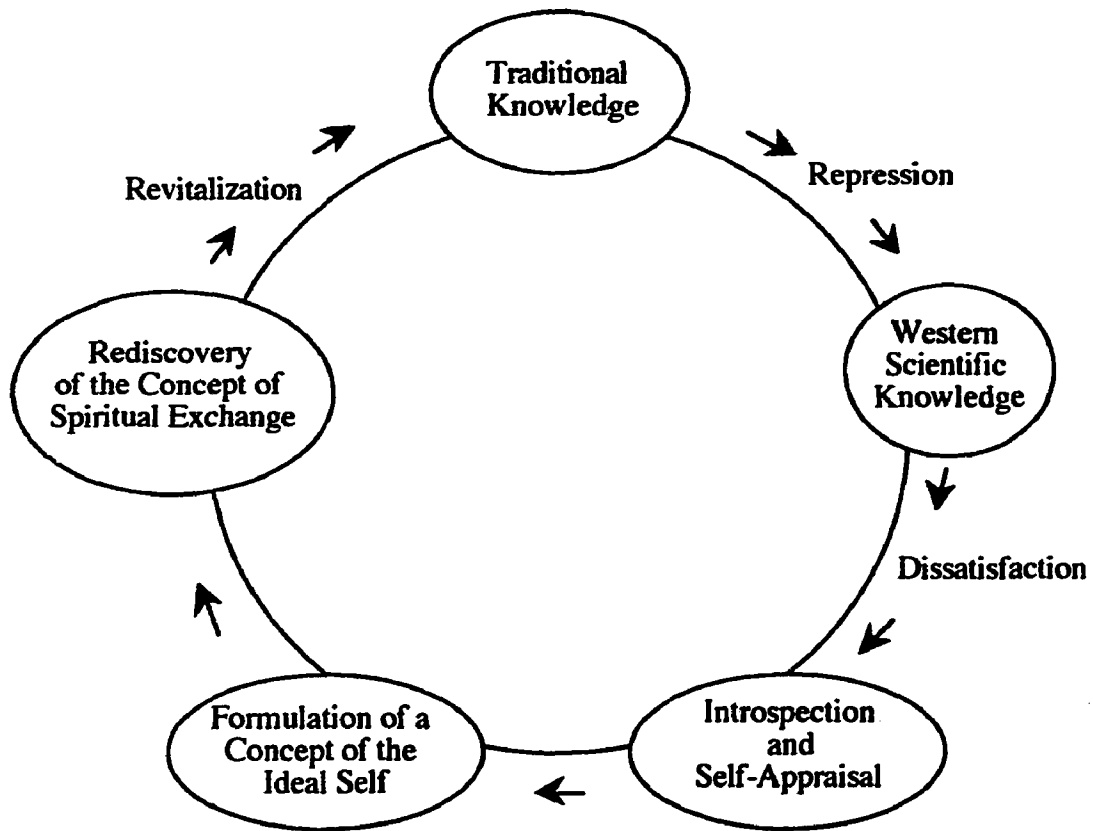 Traditional
Knowledge
Repression
Revitalization
Western
Scientific
Knowledge
Rediscovery
of the Concept of
Spiritual Exchange
Dissatisfaction
Introspection
and
Self-Appraisal
Formulation of a
Concept of the
Ideal Self